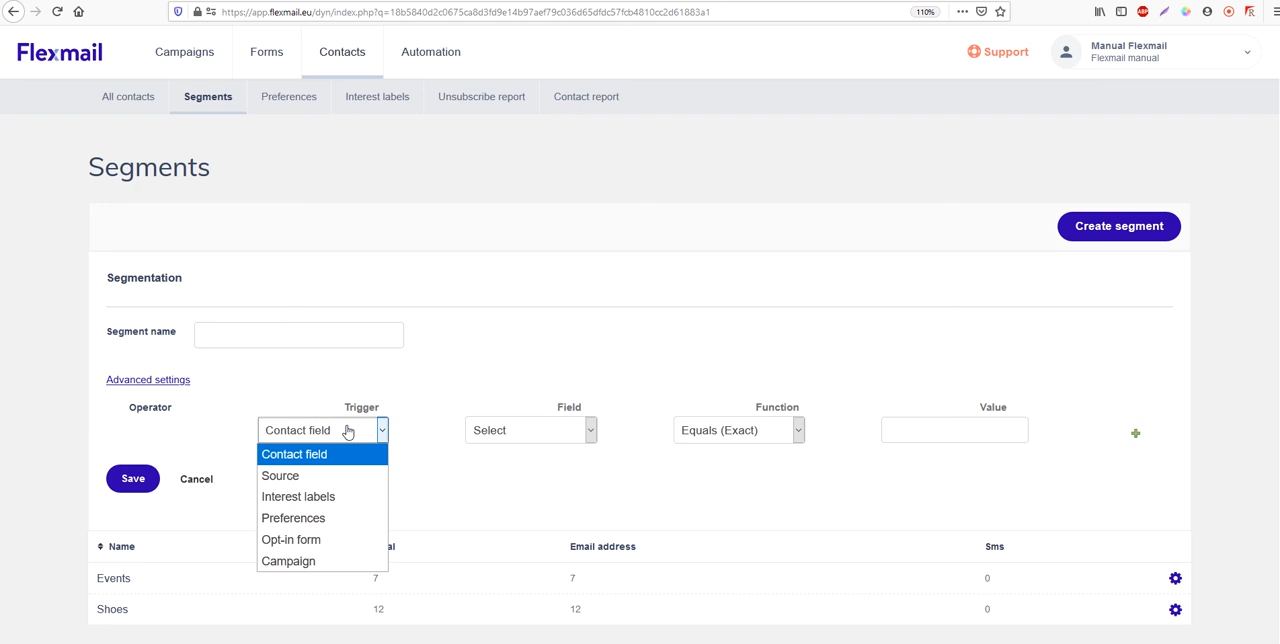 https://app.flexmail.eu/dyn/index.php?q=18b5840d2c0675ca8d3fd9e14b97aef79c036d65dfdc57fcb4810cc2d61883a1
110%
ABP
Flexmail
Campaigns
Forms
Contacts
Automation
Support
Manual Flexmail
Flexmail manual
All contacts
Segments
Preferences
Interest labels
Unsubscribe report
Contact report
Segments
Create segment
Segmentation
Segment name
Advanced settings
Operator
Trigger
Field
Function
Value
Contact field
Select
Equals (Exact)
Contact field
Source
Interest labels
Preferences
Opt-in form
Campaign
Save
Cancel
Name
al
Email address
Sms
Events
7
7
0
Shoes
12
12
0